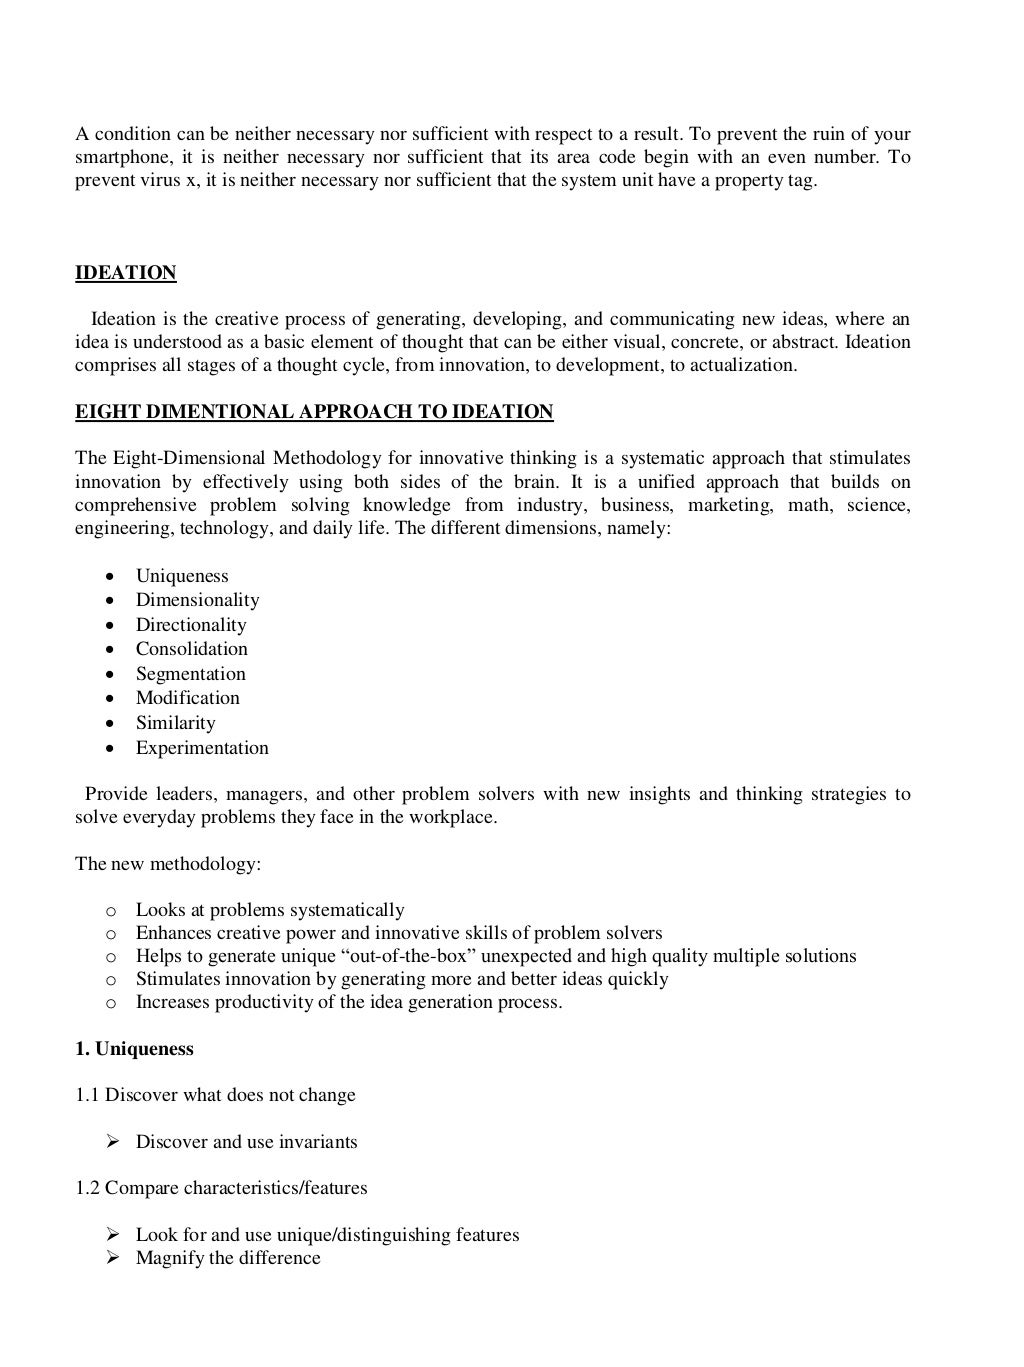 A condition can be neither necessary nor sufficient with respect to a result. To prevent the ruin of your
smartphone, it is neither necessary nor sufficient that its area code begin with an even number. To
prevent virus x, it is neither necessary nor sufficient that the system unit have a property tag.
IDEATION
Ideation is the creative process of generating, developing, and communicating new ideas, where an
idea is understood as a basic element of thought that can be either visual, concrete, or abstract. Ideation
comprises all stages of a thought cycle, from innovation, to development, to actualization.
EIGHT DIMENTIONAL APPROACH TO IDEATION
The Eight-Dimensional Methodology for innovative thinking is a systematic approach that stimulates
innovation by effectively using both sides of the brain. It is a unified approach that builds on
comprehensive problem solving knowledge from industry, business, marketing, math, science,
engineering, technology, and daily life. The different dimensions, namely:
• Uniqueness
• Dimensionality
• Directionality
• Consolidation
• Segmentation
• Modification
• Similarity
• Experimentation
Provide leaders, managers, and other problem solvers with new insights and thinking strategies to
solve everyday problems they face in the workplace.
The new methodology:
o Looks at problems systematically
o Enhances creative power and innovative skills of problem solvers
o Helps to generate unique “out-of-the-box” unexpected and high quality multiple solutions
o Stimulates innovation by generating more and better ideas quickly
o Increases productivity of the idea generation process.
1. Uniqueness
1.1 Discover what does not change
➢ Discover and use invariants
1.2 Compare characteristics/features
➢ Look for and use unique/distinguishing features
➢ Magnify the difference